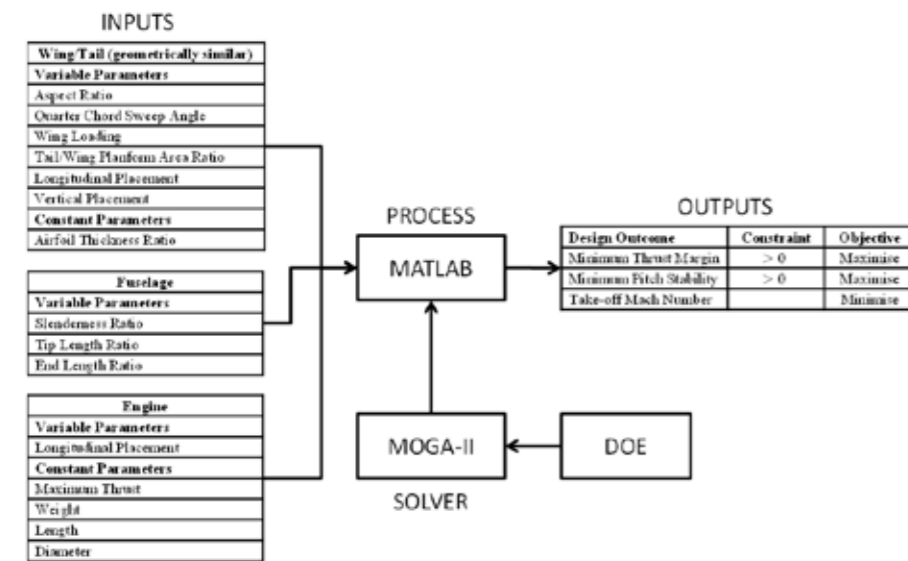 INPUTS
Wing/Tail (geometrically similar)
Variable Parameters
Aspect Ratio
Quarter Chord Sweep Angle
Wing Loading
Tail/Wing Planform Area Ratio
Longitudinal Placement
Vertical Placement
Constant Parameters
Airfoil Thickness Ratio
Fuselage
Variable Parameters
Slenderness Ratio
Tip Length Ratio
End Length Ratio
Engine
Variable Parameters
Longitudinal Placement
Constant Parameters
Maximum Thrust
Weight
Length
Diameter
PROCESS
MATLAB
MOGA-II
SOLVER
DOE
OUTPUTS
Design Outcome Constraint Objective
Minimum Thrust Margin > 0 Maximise
Minimum Pitch Stability > 0 Maximise
Take-off Mach Number Minimise